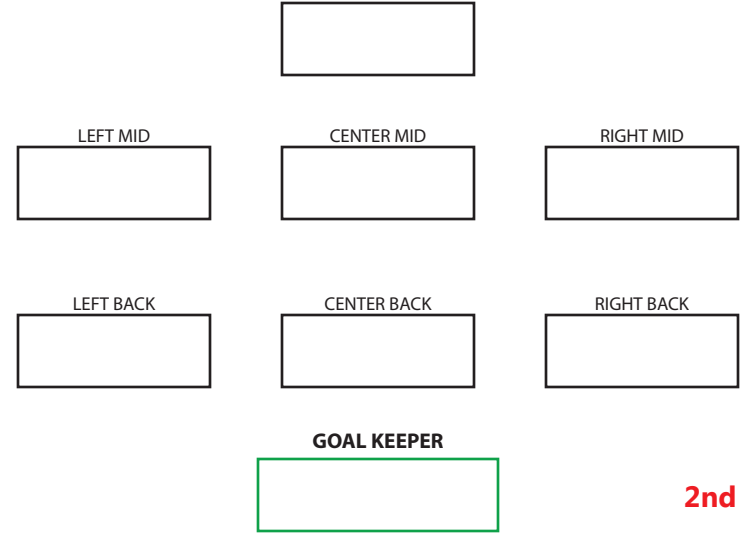 LEFT MID
CENTER MID
RIGHT MID
LEFT BACK
CENTER BACK
RIGHT BACK
GOAL KEEPER
2nd